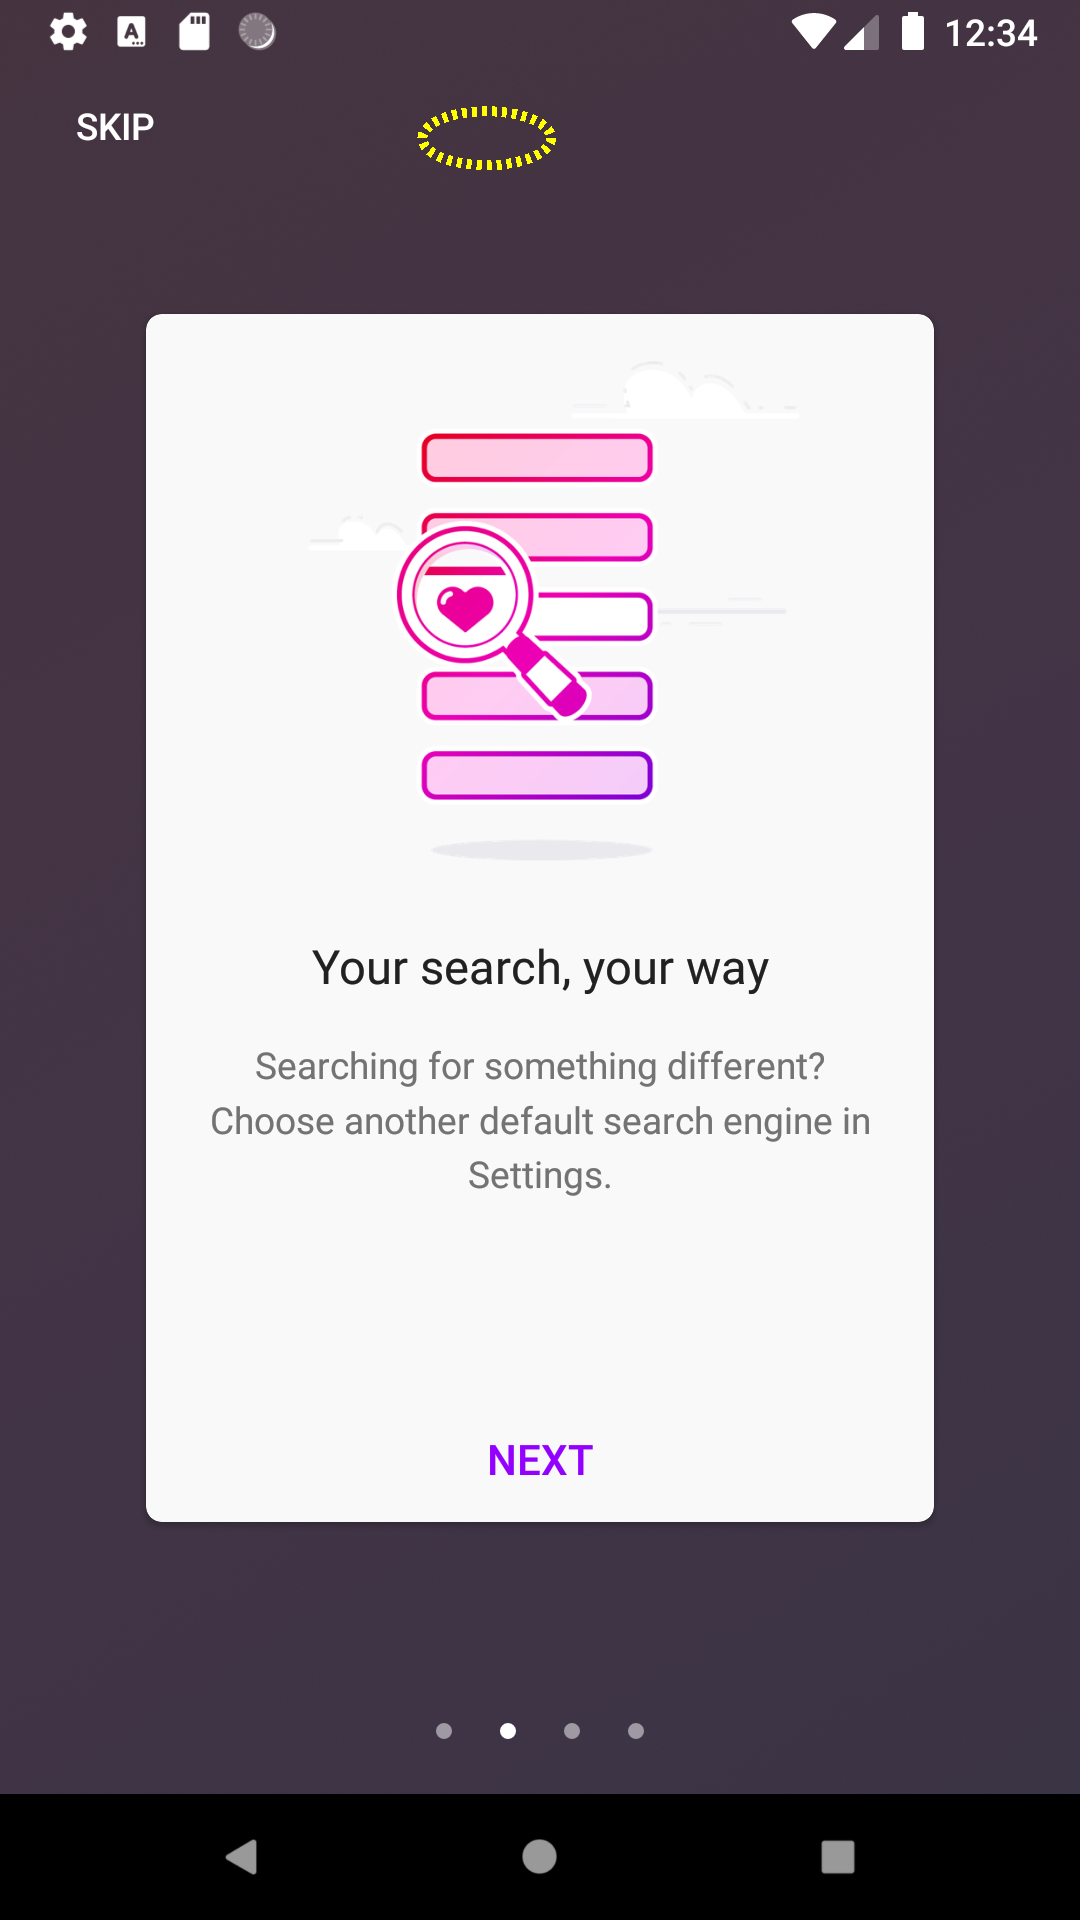 12:34
SKIP
Your search, your way
Searching for something different?
Choose another default search engine in
Settings.
NEXT